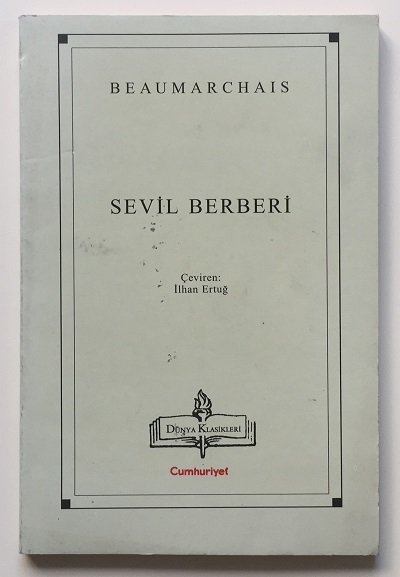 BEAUMARCHAIS
SEVİL BERBERİ
Çeviren:
İlhan Ertuğ
DÜNYA KLASİKLERİ
Cumhuriyet